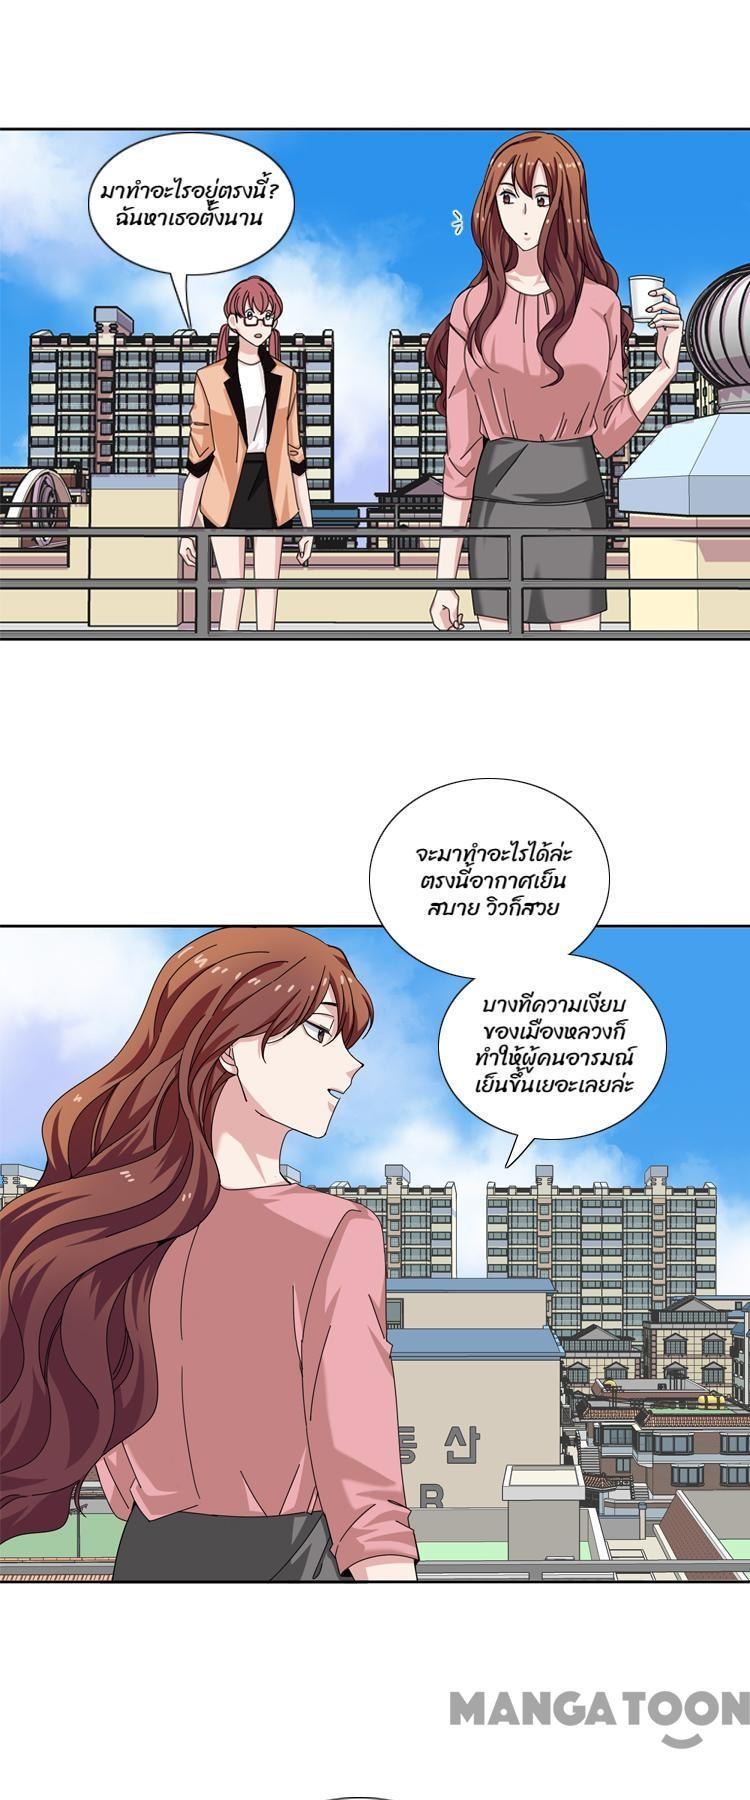 มาทำอะไรอยู่ตรงนี้?
ฉันหาเธอตั้งนาน
จะมาทำอะไรได้ล่ะ
ตรงนี้อากาศเย็น
สบาย วิวก็สวย
บางทีความเงียบ
ของเมืองหลวงก็
ทำให้ผู้คนอารมณ์
เย็นขึ้นเยอะเลยล่ะ
동산
R
MANGATOON